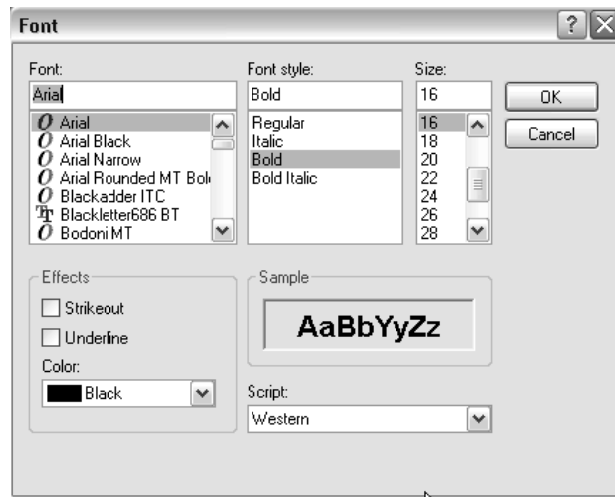 Font
?
Font:
Font style:
Size:
Arial
Bold
16
OK
Cancel
Arial
Arial Black
Arial Narrow
Arial Rounded MT Bol
Blackadder ITC
Blackletter686 BT
Bodoni MT
Regular
Italic
Bold
Bold Italic
16
18
20
22
24
26
28
Effects
Strikeout
Underline
Color:
Black
Sample
AaBbYyZz
Script:
Western